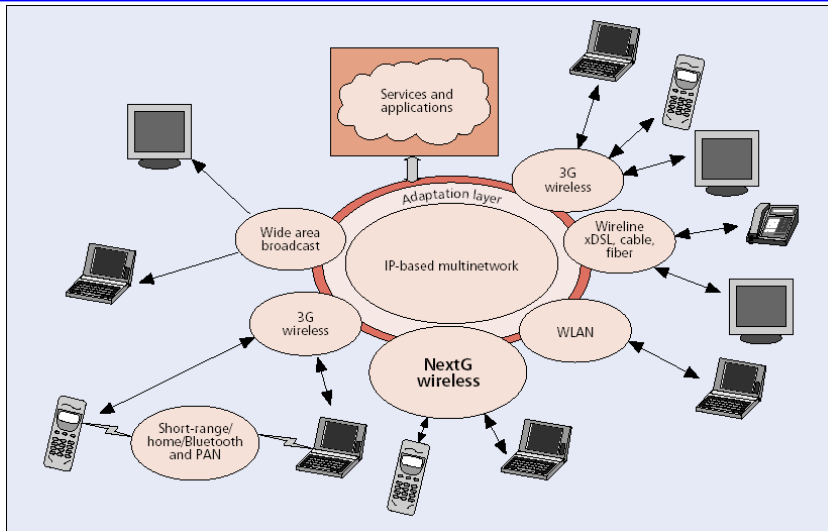 Services and
applications
3G
wireless
Adaptation layer
Wide area
broadcast
Wireline
xDSL, cable,
fiber
IP-based multinetwork
3G
wireless
WLAN
NextG
wireless
Short-range/
home/Bluetooth
and PAN